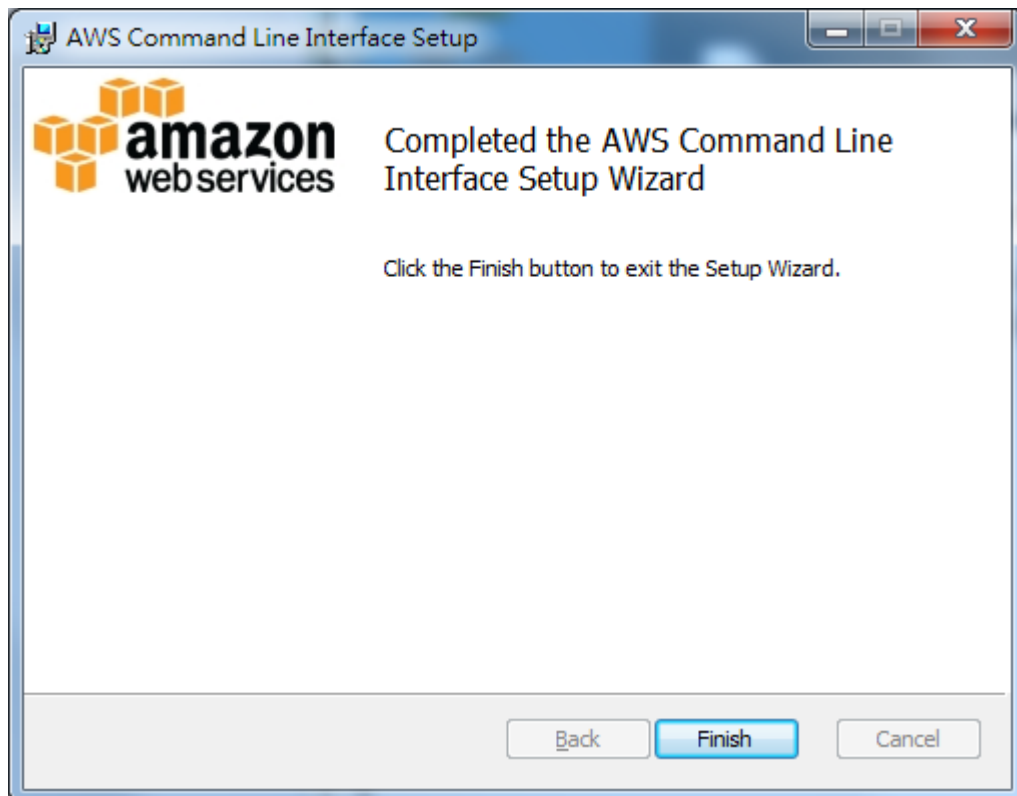 AWS Command Line Interface Setup
amazon
webservices
Completed the AWS Command Line
Interface Setup Wizard
Click the Finish button to exit the Setup Wizard.
Back
Finish
Cancel